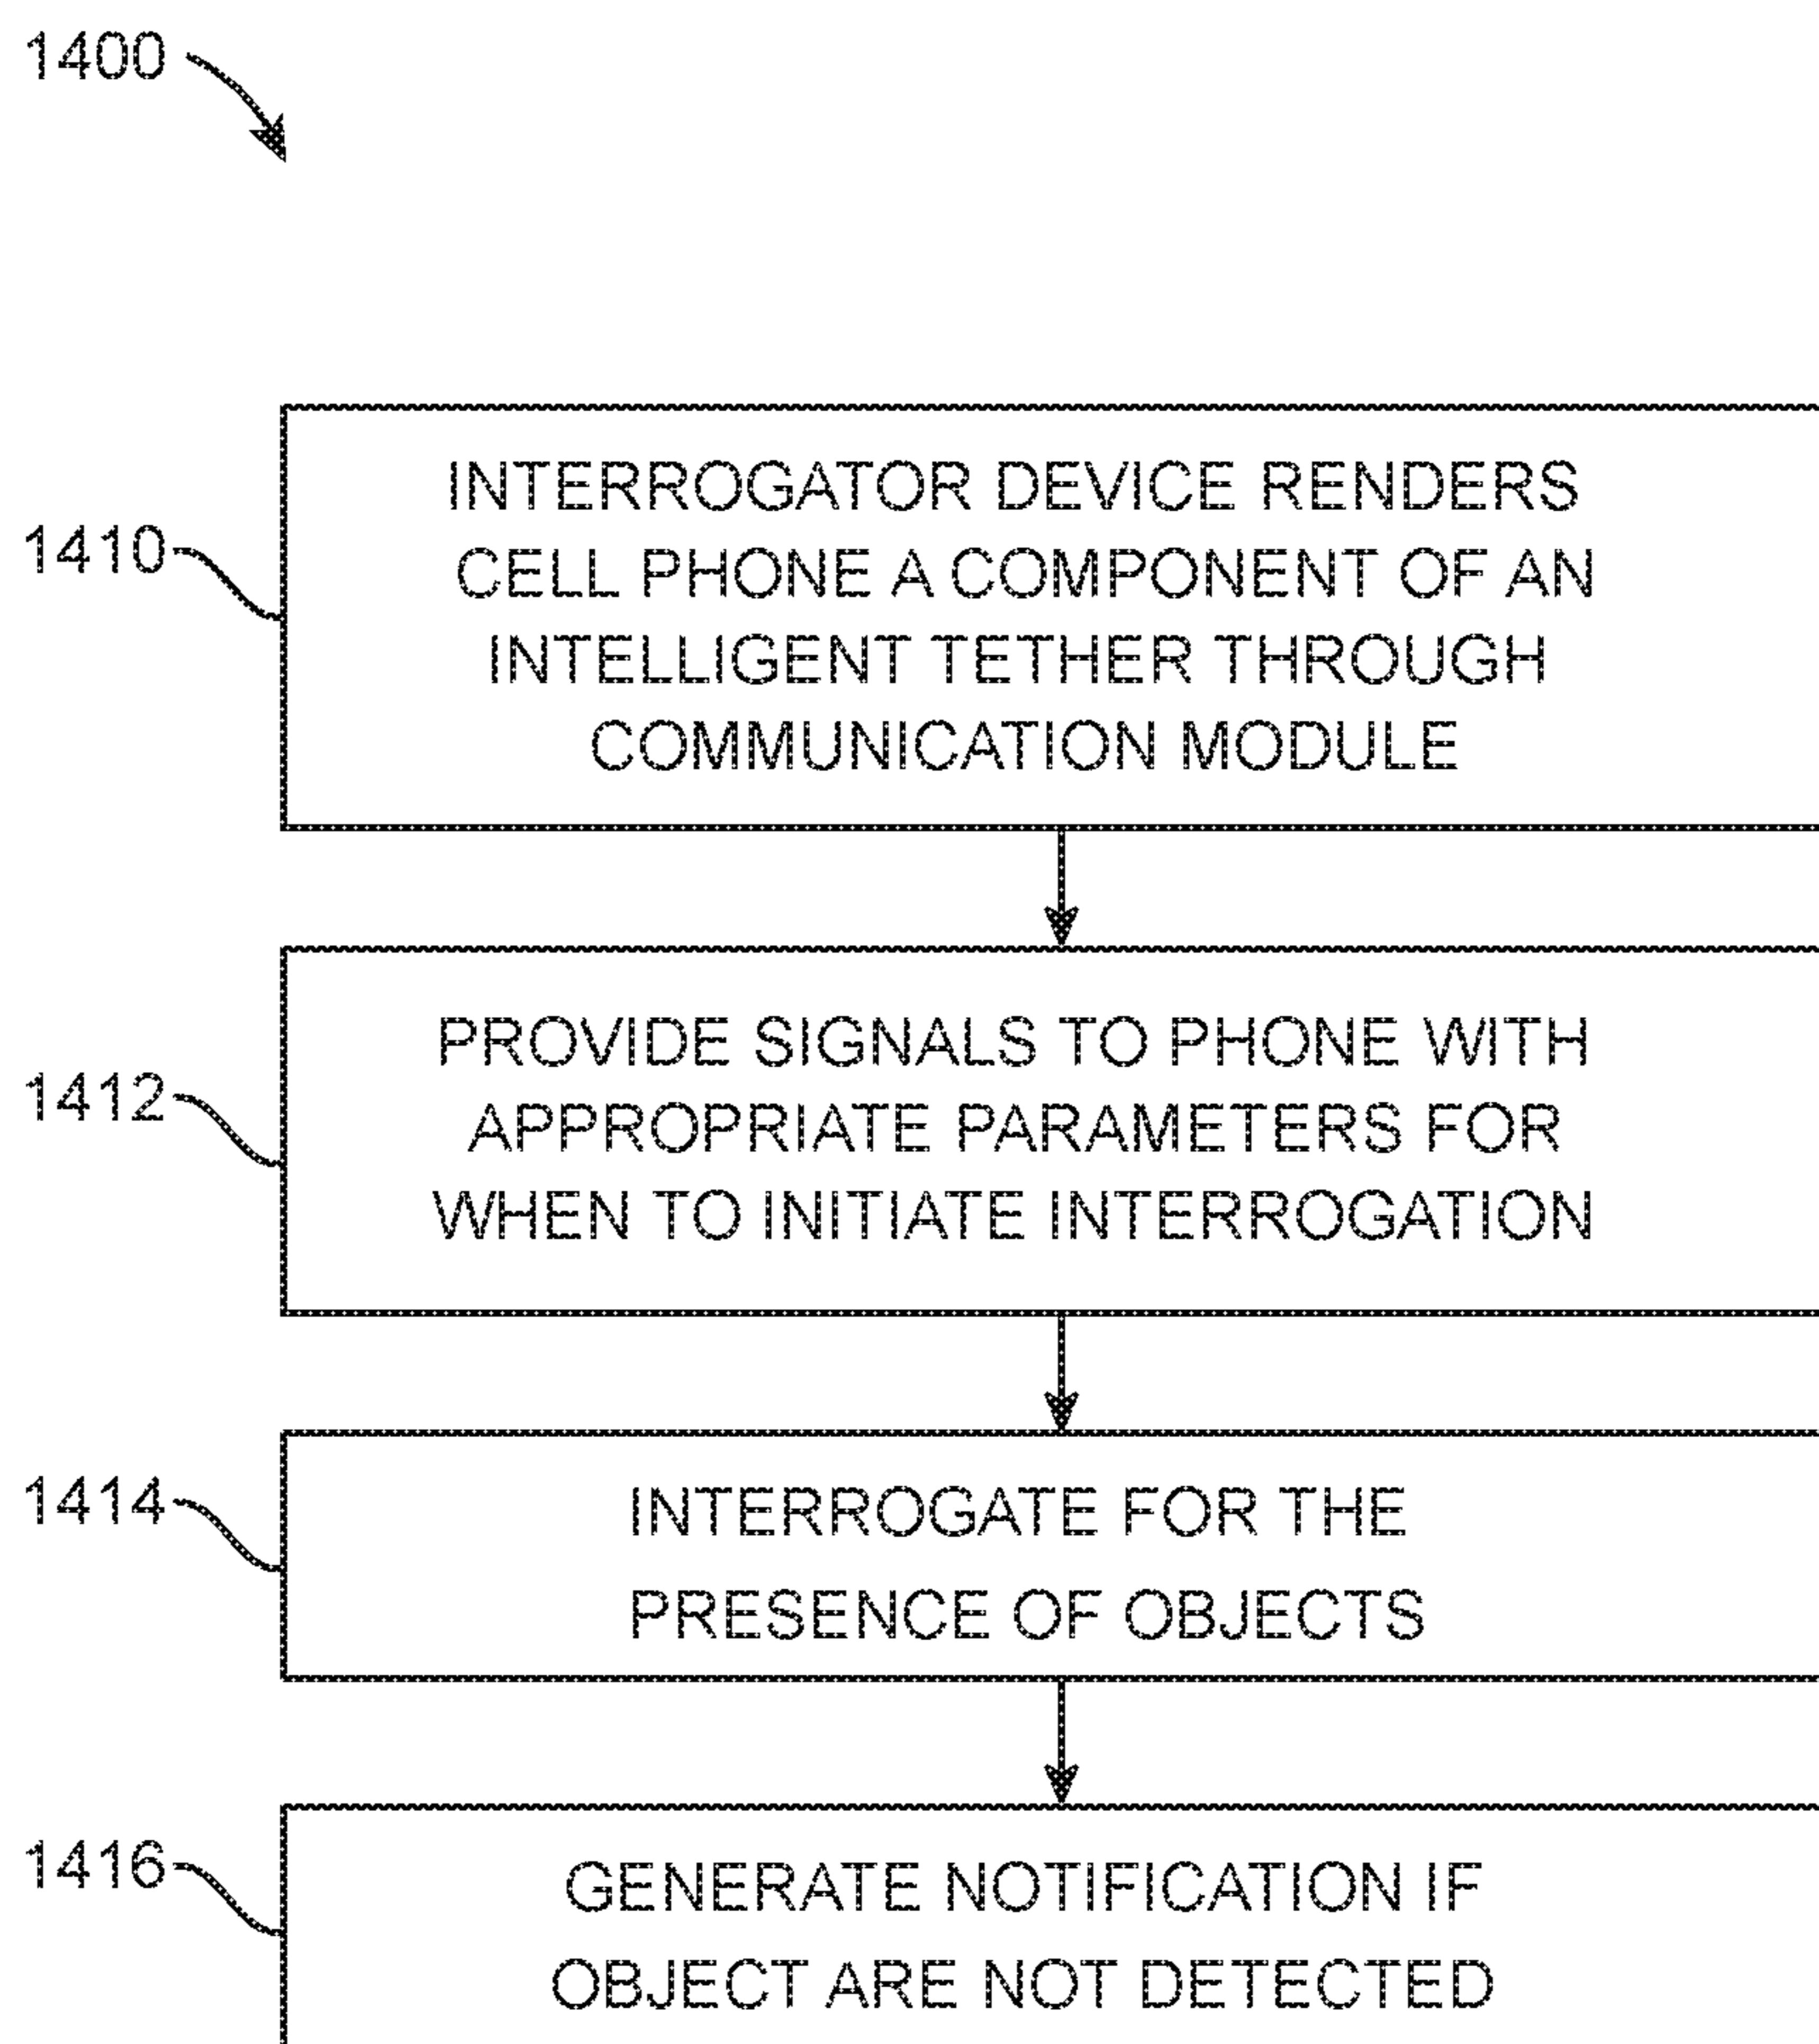 1400
1410
INTERROGATOR DEVICE RENDERS
CELL PHONE A COMPONENT OF AN
INTELLIGENT TETHER THROUGH
COMMUNICATION MODULE
1412
PROVIDE SIGNALS TO PHONE WITH
APPROPRIATE PARAMETERS FOR
WHEN TO INITIATE INTERROGATION
1414
INTERROGATE FOR THE
PRESENCE OF OBJECTS
1416
GENERATE NOTIFICATION IF
OBJECT ARE NOT DETECTED